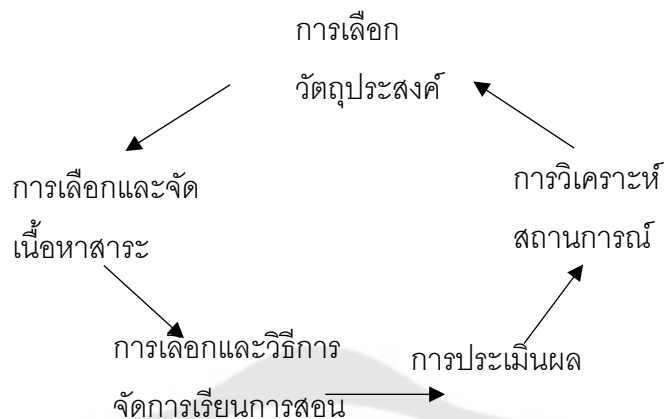 การเลือก
วัตถุประสงค์
การเลือกและจัด
เนื้อหาสาระ
การวิเคราะห์
สถานการณ์
การเลือกและวิธีการ
จัดการเรียนการสอน
การประเมินผล